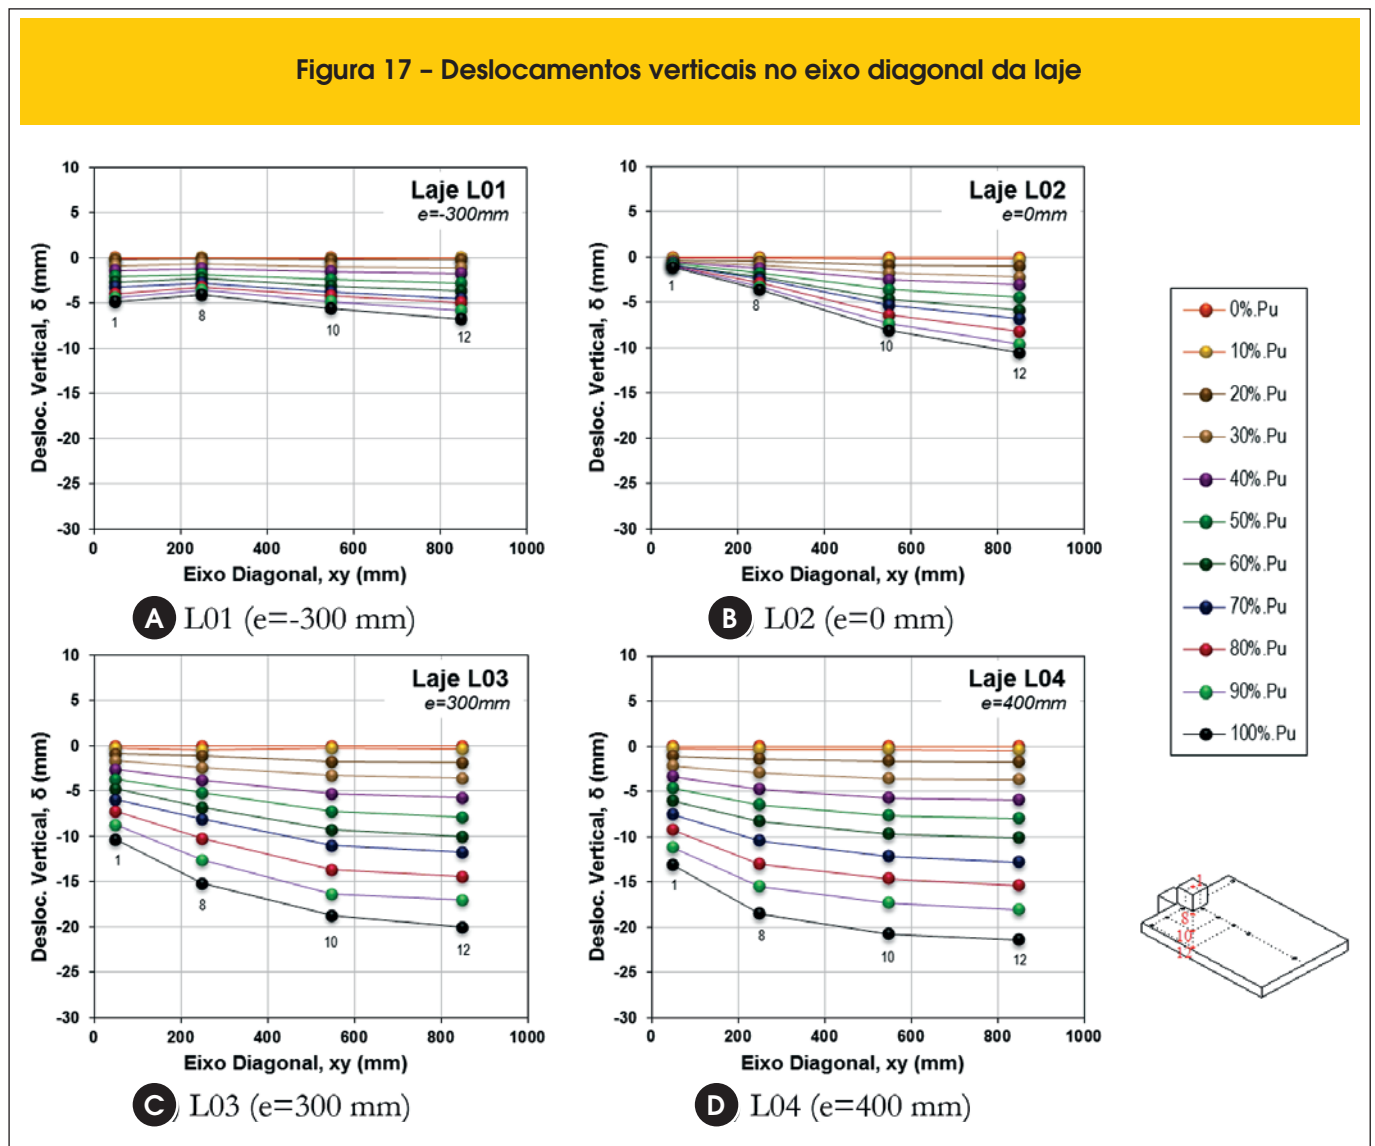 Figura 17 – Deslocamentos verticais no eixo diagonal da laje
Laje L01
e=-300mm
Desloc. Vertical, δ (mm)
10
5
0
-5
-10
-15
-20
-25
-30
1
8
10
12
0 200 400 600 800 1000
Eixo Diagonal, xy (mm)
A L01 (e=-300 mm)
Laje L02
e=0mm
Desloc. Vertical, δ (mm)
10
5
0
-5
-10
-15
-20
-25
-30
1
8
10
12
0 200 400 600 800 1000
Eixo Diagonal, xy (mm)
B L02 (e=0 mm)
Laje L03
e=300mm
Desloc. Vertical, δ (mm)
10
5
0
-5
-10
-15
-20
-25
-30
1
8
10
12
0 200 400 600 800 1000
Eixo Diagonal, xy (mm)
C L03 (e=300 mm)
Laje L04
e=400mm
Desloc. Vertical, δ (mm)
10
5
0
-5
-10
-15
-20
-25
-30
1
8
10
12
0 200 400 600 800 1000
Eixo Diagonal, xy (mm)
D L04 (e=400 mm)
0%.Pu
10%.Pu
20%.Pu
30%.Pu
40%.Pu
50%.Pu
60%.Pu
70%.Pu
80%.Pu
90%.Pu
100%.Pu
1
8
10
12